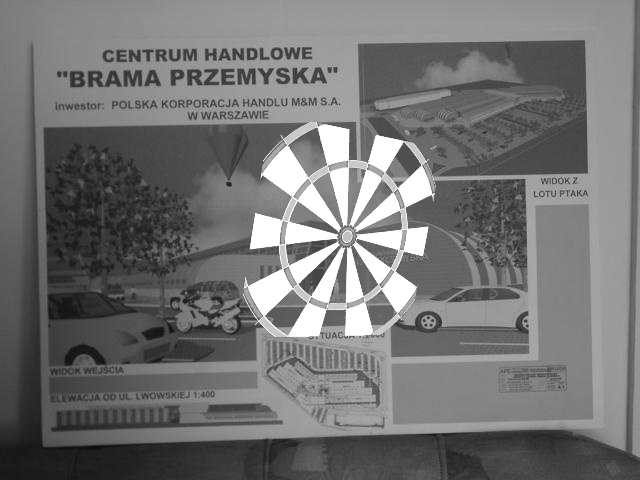 CENTRUM HANDLOWE
"BRAMA PRZEMYSKA"
inwestor: POLSKA KORPORACJA HANDLU M&M S.A.
W WARSZAWIE
WIDOK Z
LOTU PTAKA
WIDOK WEJŚCIA
ELEWACJA OD UL. LWOWSKIEJ 1:400